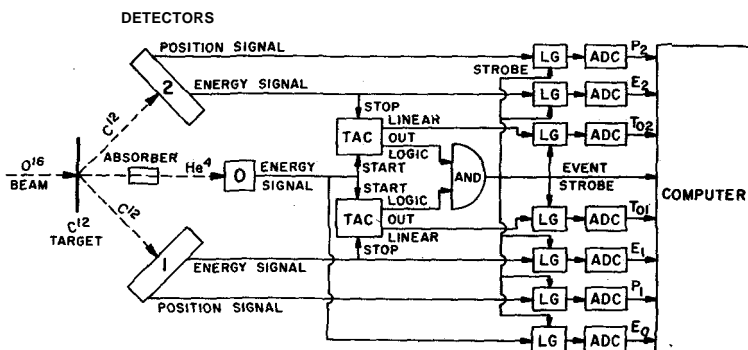 DETECTORS
POSITION SIGNAL
LG
ADC
P2
STROBE
2
ENERGY SIGNAL
LG
ADC
E2
C12
STOP
LINEAR
LG
ADC
T02
TAC
OUT
LOGIC
O16
BEAM
ABSORBER
He4
O
ENERGY
SIGNAL
START
AND
EVENT
STROBE
COMPUTER
C12
TARGET
C12
START
LOGIC
TAC
OUT
LINEAR
LG
ADC
T01
STOP
1
ENERGY SIGNAL
LG
ADC
E1
POSITION SIGNAL
LG
ADC
P1
LG
ADC
E0